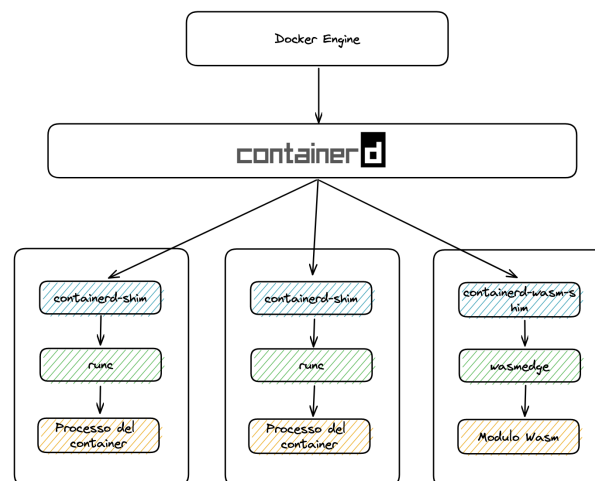 Docker Engine
containerd
containerd-shim
containerd-shim
containerd-wasm-s
him
runc
runc
wasmedge
Processo del
container
Processo del
container
Modulo Wasm